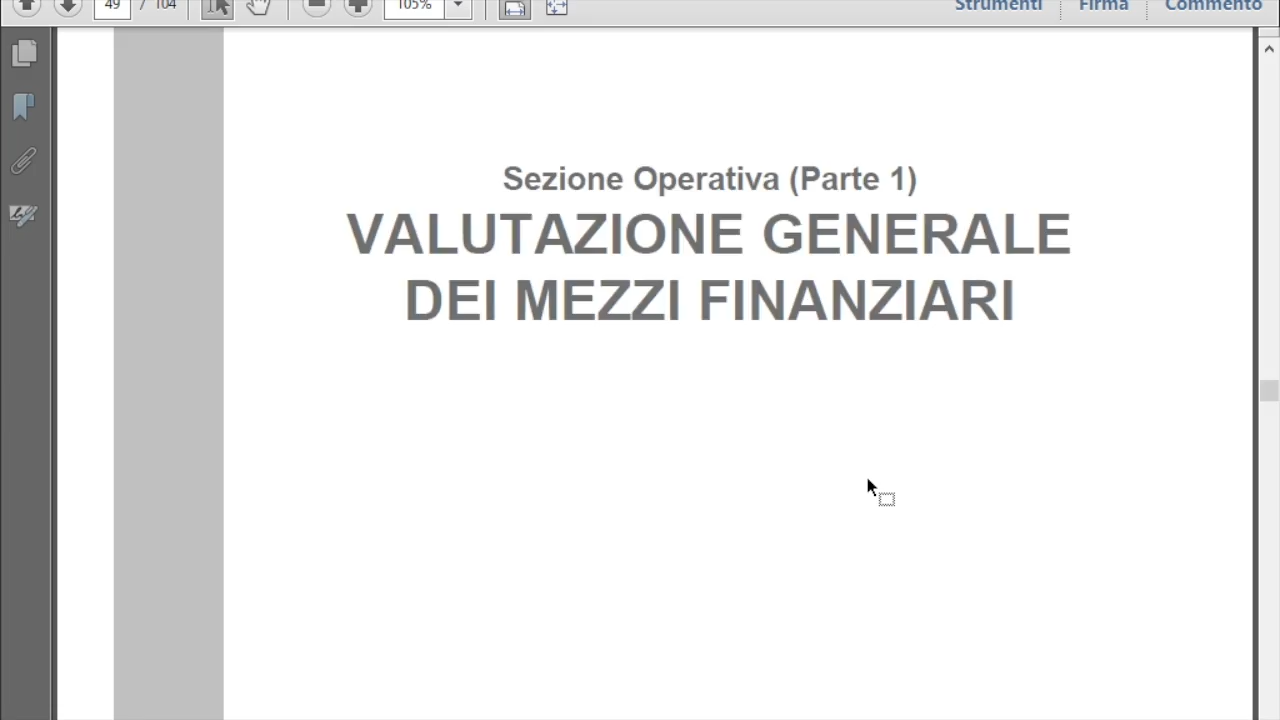 49 / 104 105% Strumenti Firma Commento
Sezione Operativa (Parte 1)
VALUTAZIONE GENERALE
DEI MEZZI FINANZIARI